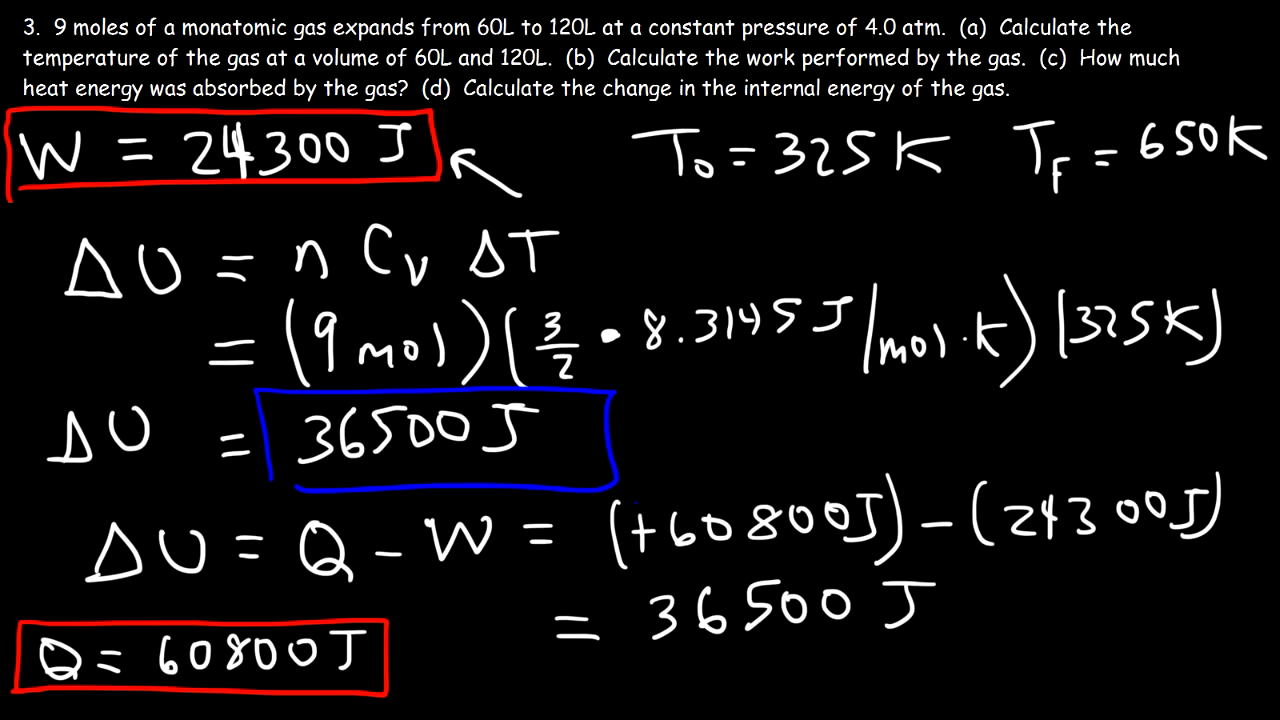 3. 9 moles of a monatomic gas expands from 60L to 120L at a constant pressure of 4.0 atm. (a) Calculate the
temperature of the gas at a volume of 60L and 120L. (b) Calculate the work performed by the gas. (c) How much
heat energy was absorbed by the gas? (d) Calculate the change in the internal energy of the gas.
W = 24300 J T₀ = 325 K T_F = 650K
ΔU = n C_V ΔT
= (9 mol) (3/2 • 8.3145 J/mol·K) (325K)
ΔU = 36500 J
ΔU = Q - W = (+60800J) - (24300J)
= 36500 J
Q = 60800 J